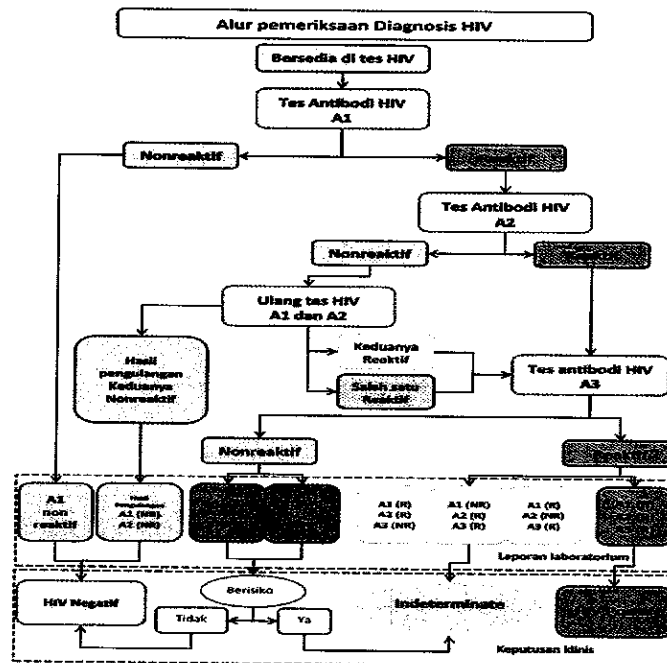 Alur pemeriksaan Diagnosis HIV
Bersedia di tes HIV
Tes Antibodi HIV
A1
Nonreaktif
Tes Antibodi HIV
A2
Nonreaktif
Ulang tes HIV
A1 dan A2
Hasil
pengulangan
Keduanya
Nonreaktif
Keduanya
Reaktif
Salah satu
Reaktif
Tes antibodi HIV
A3
Nonreaktif
A1
non
reaktif
A1 (NR)
A2 (NR)
A1 (R)
A2 (R)
A3 (NR)
A1 (NR)
A2 (R)
A3 (R)
A1 (R)
A2 (NR)
A3 (R)
Laporan laboratorium
HIV Negatif
Berisiko
Tidak
Ya
Indeterminate
Keputusan klinis